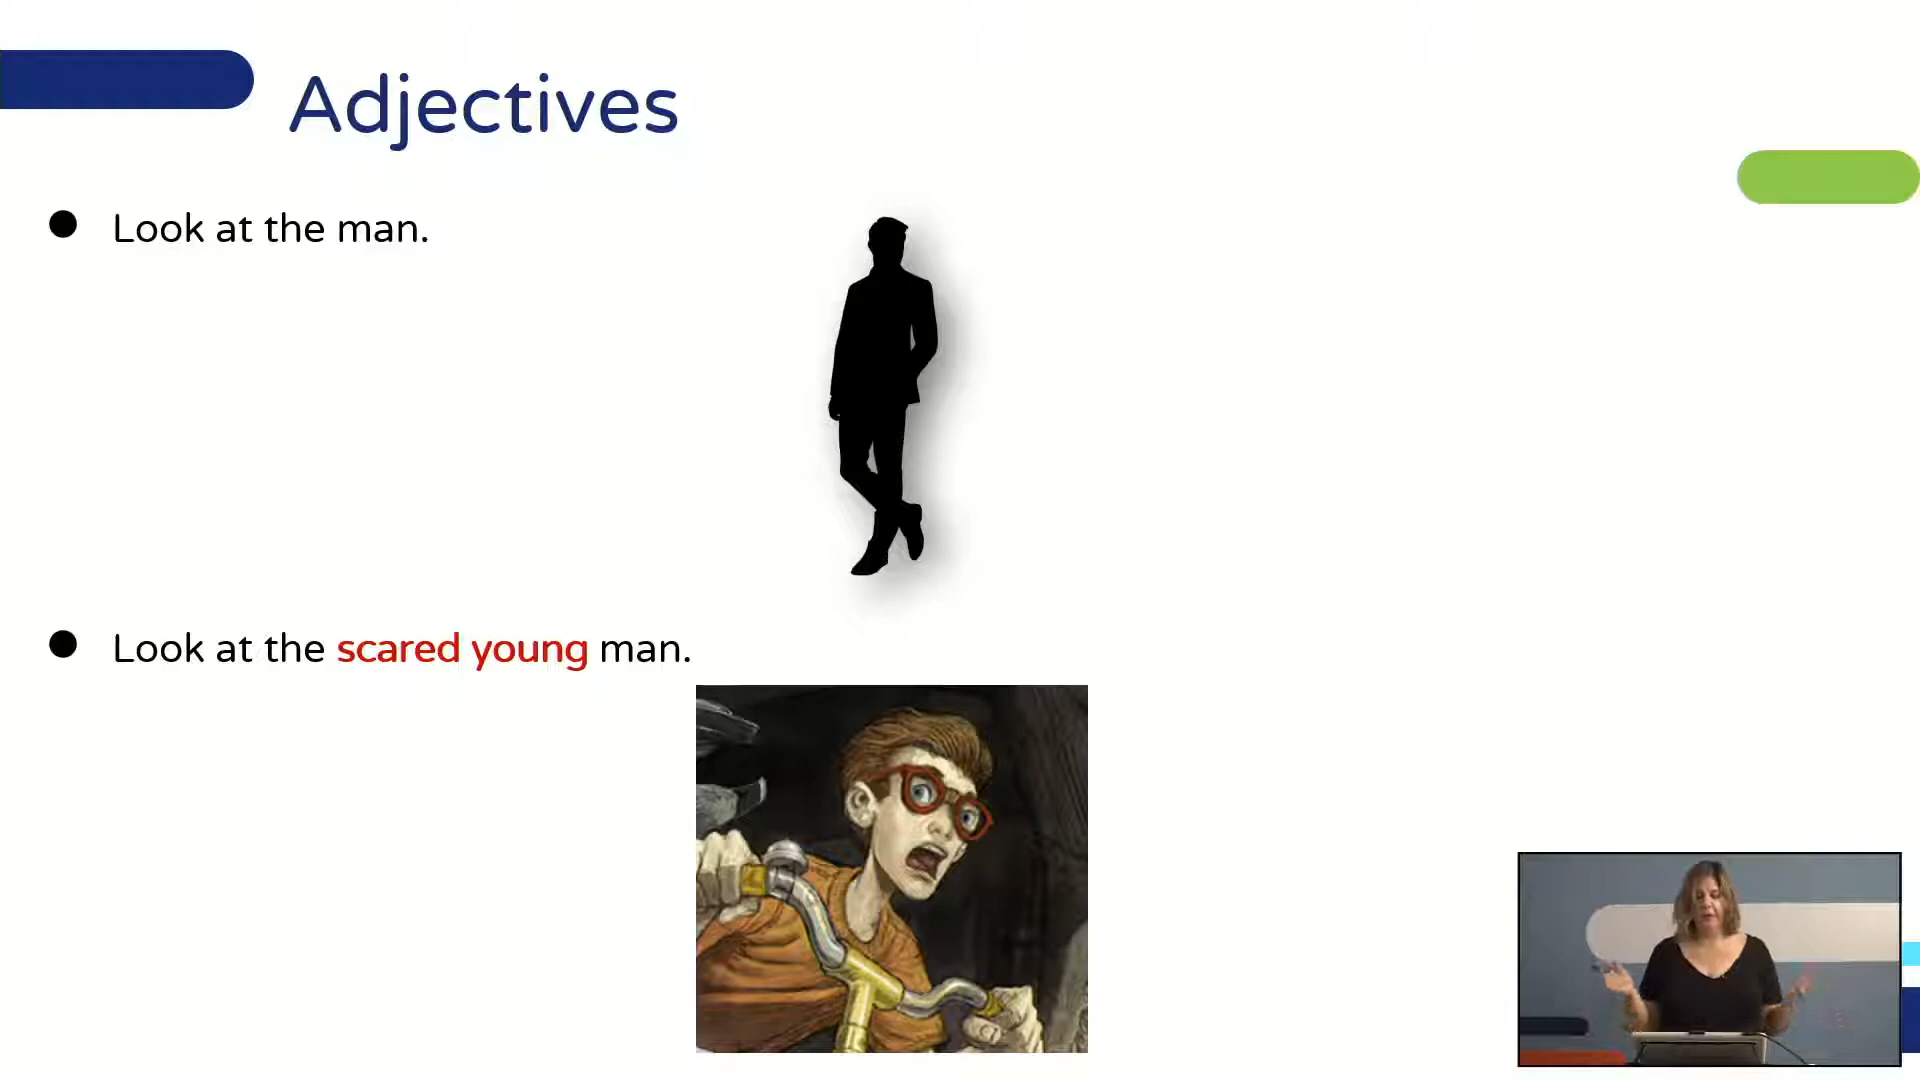 Adjectives
Look at the man.
Look at the scared young man.